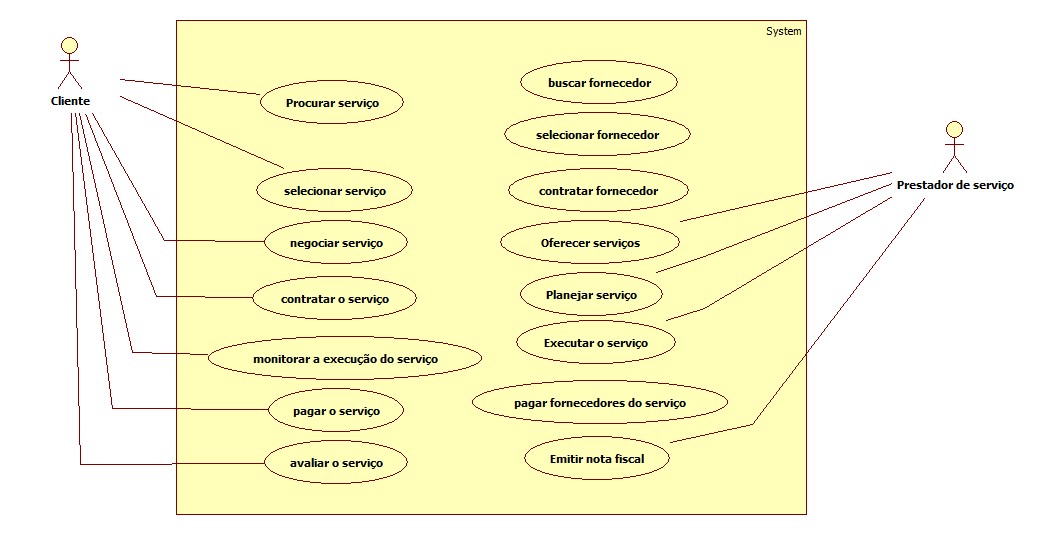 System
Cliente
Procurar serviço
selecionar serviço
negociar serviço
contratar o serviço
monitorar a execução do serviço
pagar o serviço
avaliar o serviço
buscar fornecedor
selecionar fornecedor
contratar fornecedor
Oferecer serviços
Planejar serviço
Executar o serviço
pagar fornecedores do serviço
Emitir nota fiscal
Prestador de serviço